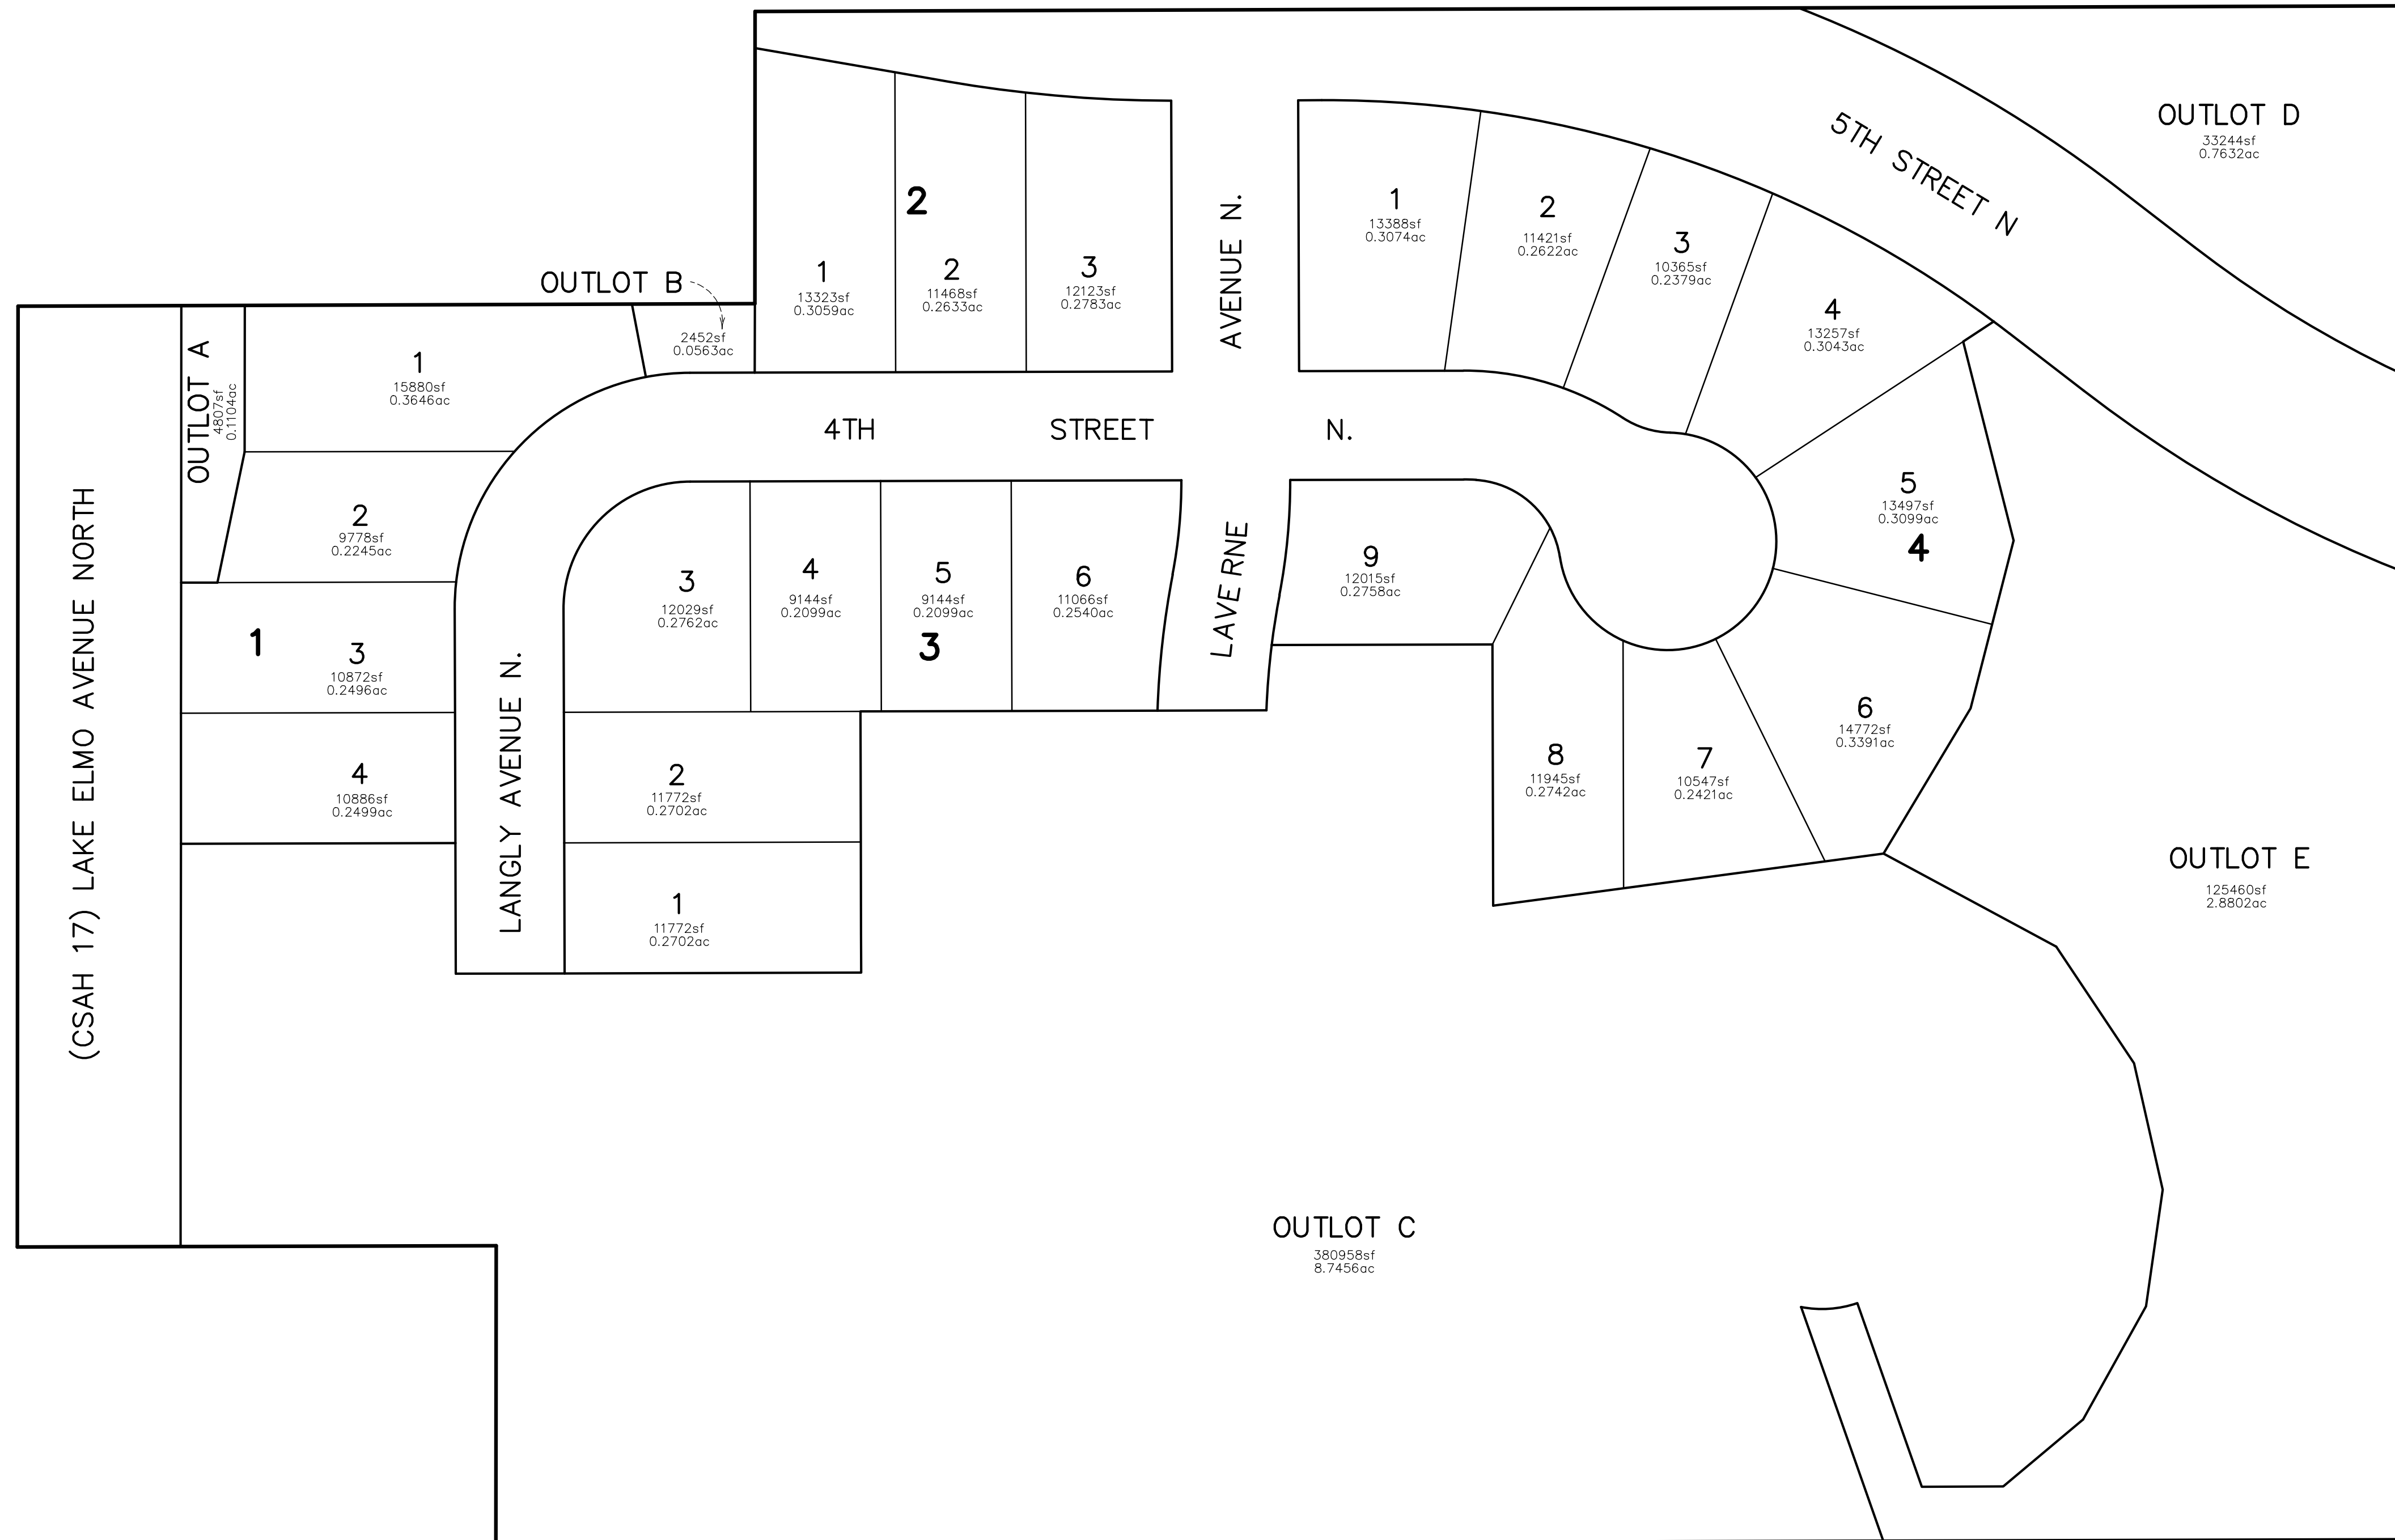 OUTLOT D
33244sf
0.7632ac
5TH STREET N
2
1
13323sf
0.3059ac
2
11468sf
0.2633ac
3
12123sf
0.2783ac
AVENUE N.
1
13388sf
0.3074ac
2
11421sf
0.2622ac
3
10365sf
0.2379ac
4
13257sf
0.3043ac
OUTLOT B
2452sf
0.0563ac
OUTLOT A
4807sf
0.1104ac
1
15880sf
0.3646ac
4TH STREET N.
2
9778sf
0.2245ac
1
3
10872sf
0.2496ac
4
10886sf
0.2499ac
(CSAH 17) LAKE ELMO AVENUE NORTH
LANGLY AVENUE N.
3
12029sf
0.2762ac
4
9144sf
0.2099ac
5
9144sf
0.2099ac
3
6
11066sf
0.2540ac
LAVERNE
9
12015sf
0.2758ac
5
13497sf
0.3099ac
4
6
14772sf
0.3391ac
7
10547sf
0.2421ac
8
11945sf
0.2742ac
2
11772sf
0.2702ac
1
11772sf
0.2702ac
OUTLOT E
125460sf
2.8802ac
OUTLOT C
380958sf
8.7456ac